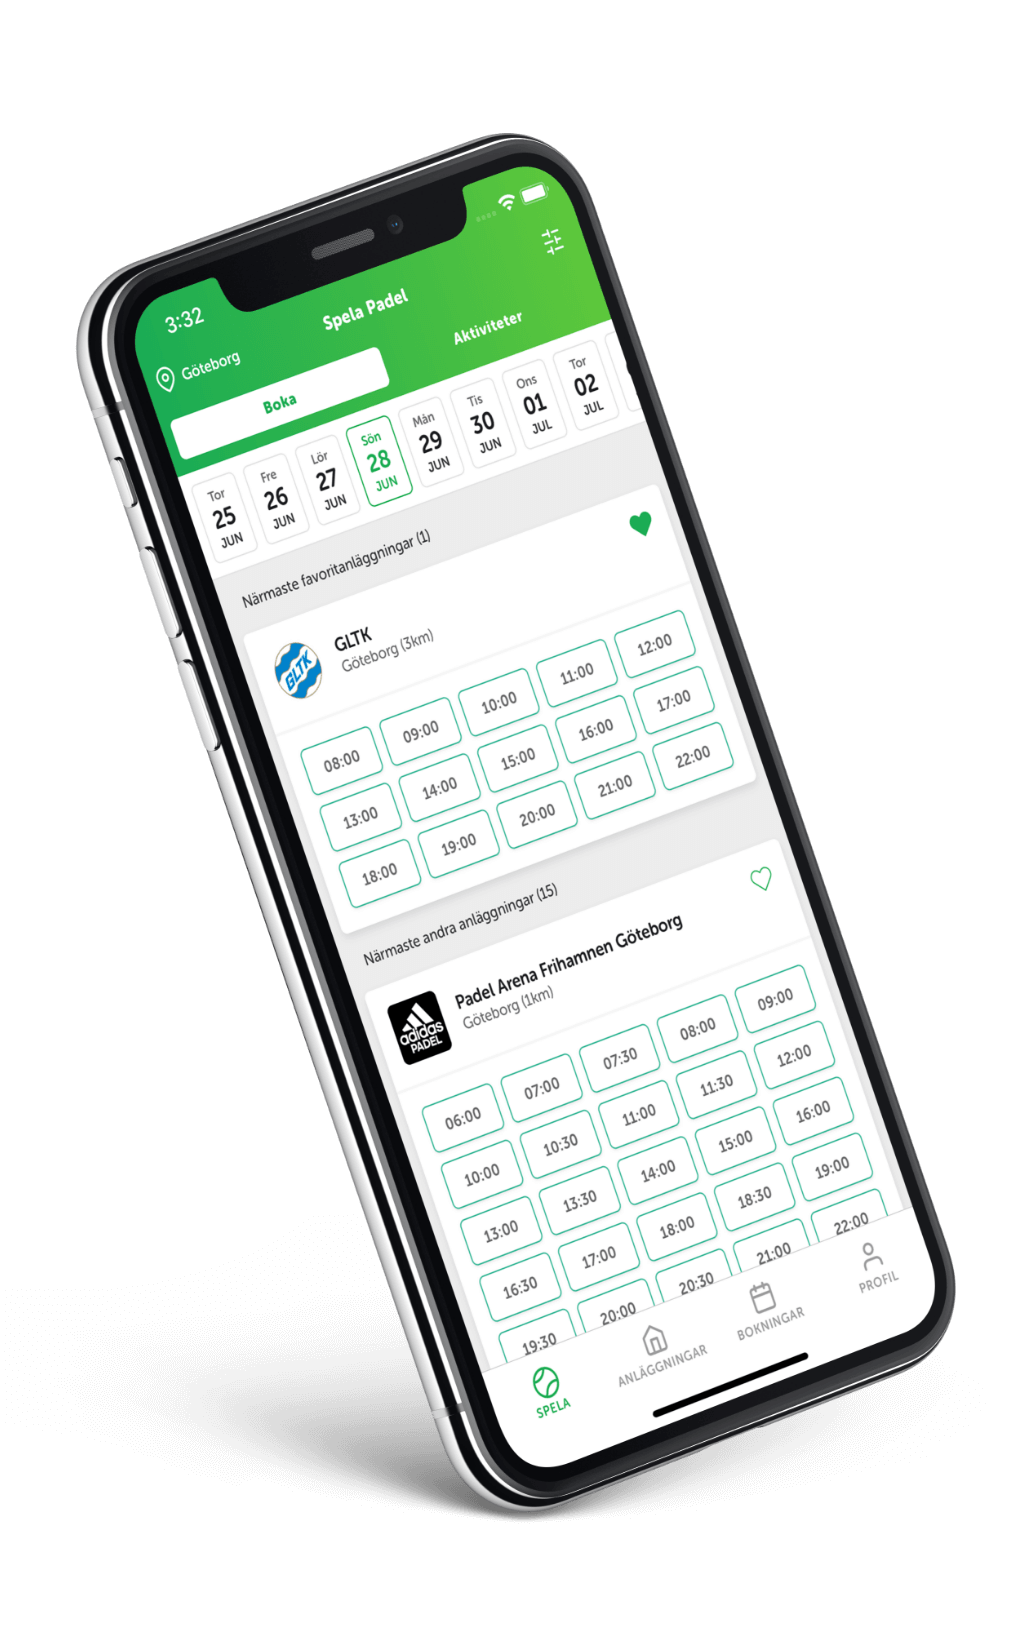 3:32
Spela Padel
Göteborg
Boka
Aktiviteter
Tor 25 JUN
Fre 26 JUN
Lör 27 JUN
Sön 28 JUN
Mån 29 JUN
Tis 30 JUN
Ons 01 JUL
Tor 02 JUL
Närmaste favoritanläggningar (1)
GLTK
GLTK
Göteborg (3km)
08:00 09:00 10:00 11:00 12:00
13:00 14:00 15:00 16:00 17:00
18:00 19:00 20:00 21:00 22:00
Närmaste andra anläggningar (15)
adidas
PADEL
Padel Arena Frihamnen Göteborg
Göteborg (1km)
06:00 07:00 07:30 08:00 09:00
10:00 10:30 11:00 11:30 12:00
13:00 13:30 14:00 15:00 16:00
16:30 17:00 18:00 18:30 19:00
19:30 20:00 20:30 21:00 22:00
SPELA
ANLÄGGNINGAR
BOKNINGAR
PROFIL